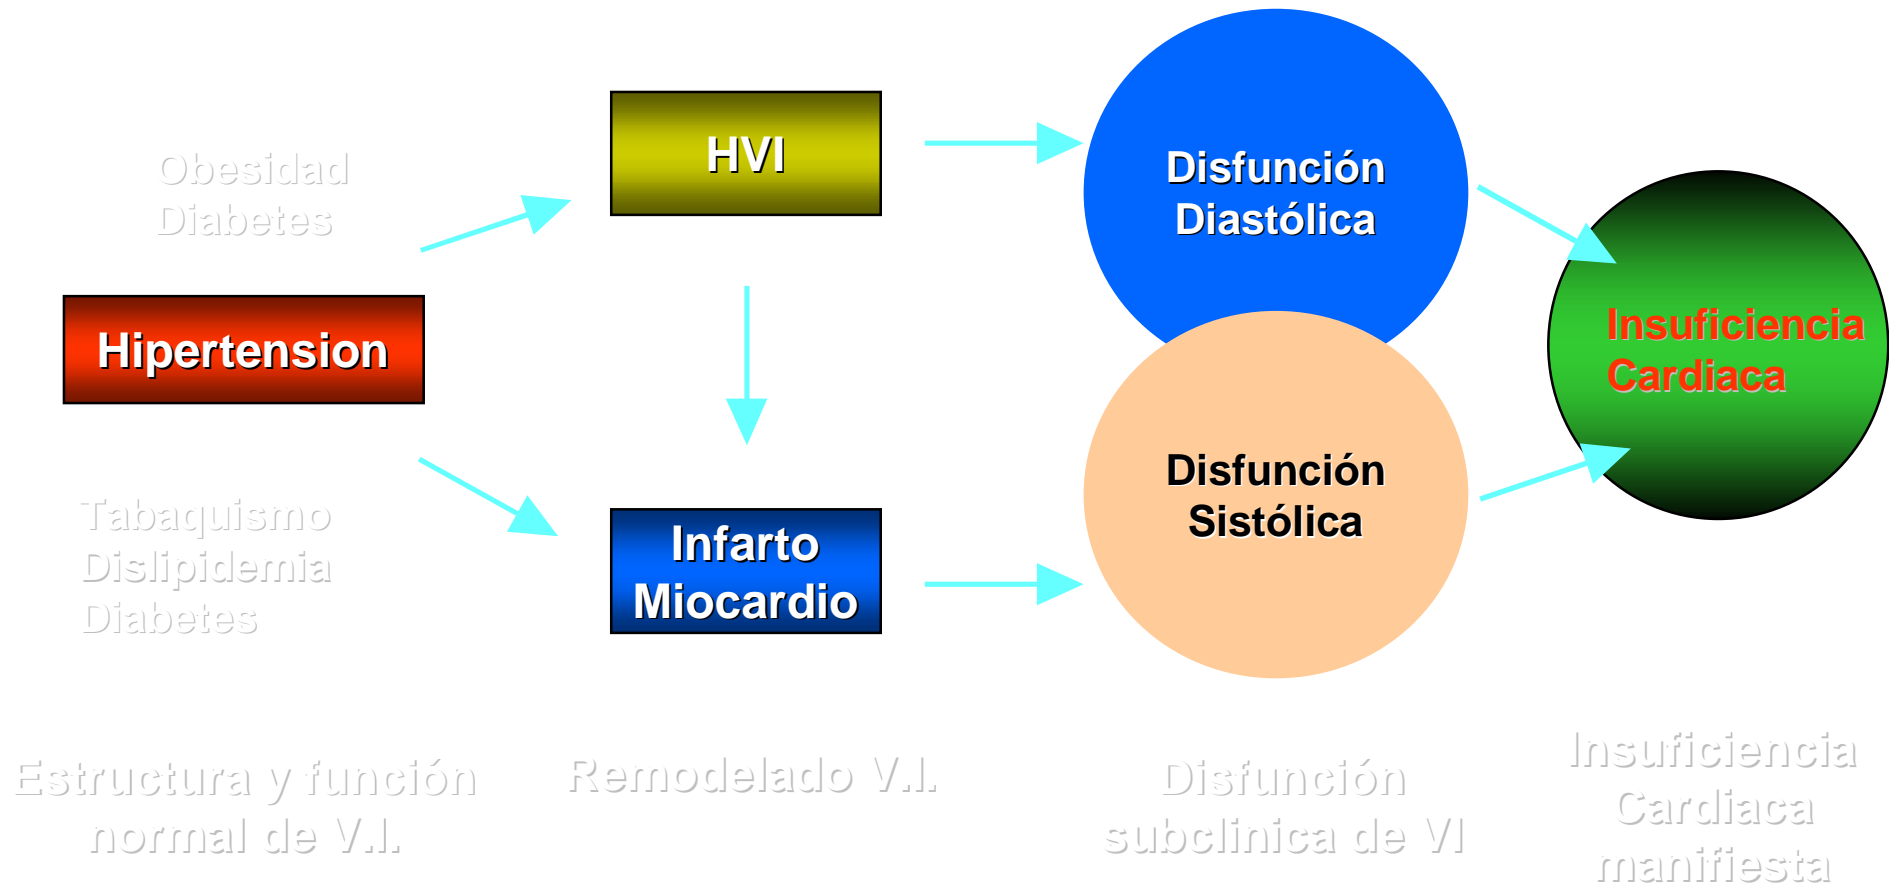 Obesidad
Diabetes
Hipertension
Tabaquismo
Dislipidemia
Diabetes
HVI
Infarto
Miocardio
Disfunción
Diastólica
Disfunción
Sistólica
Insuficiencia
Cardiaca
Estructura y función
normal de V.I.
Remodelado V.I.
Disfunción
subclinica de VI
Insuficiencia
Cardiaca
manifiesta